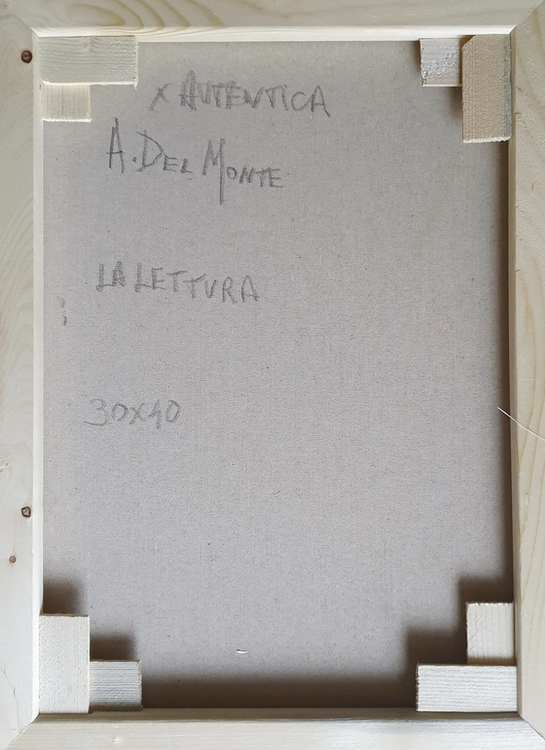 x AUTENTICA
A. DEL MONTE
LA LETTURA
30x40